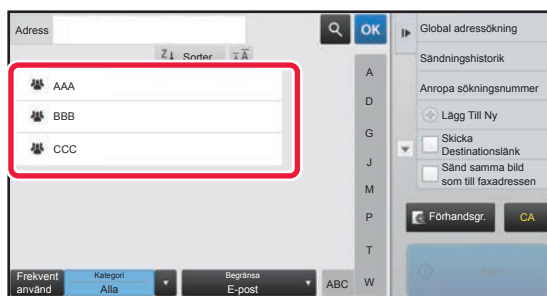 Adress
OK
Sorter
AAA
BBB
CCC
A
D
G
J
M
P
T
W
ABC
Frekvent
använd
Kategori
Alla
Begränsa
E-post
Global adressökning
Sändningshistorik
Anropa sökningsnummer
Lägg Till Ny
Skicka
Destinationslänk
Sänd samma bild
som till faxadressen
Förhandsgr.
CA
Start